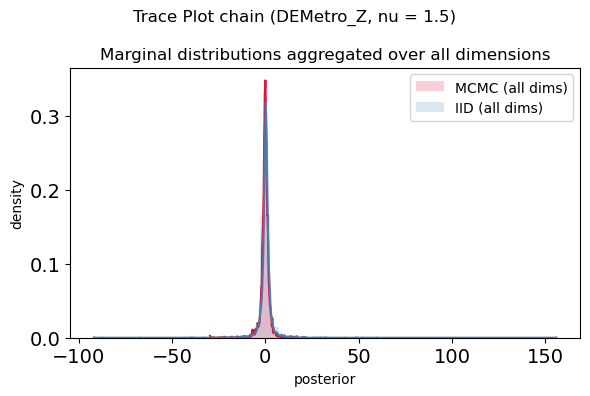 Trace Plot chain (DEMetro_Z, nu = 1.5)
Marginal distributions aggregated over all dimensions
MCMC (all dims)
IID (all dims)
density
0.3
0.2
0.1
0.0
−100
−50
0
50
100
150
posterior